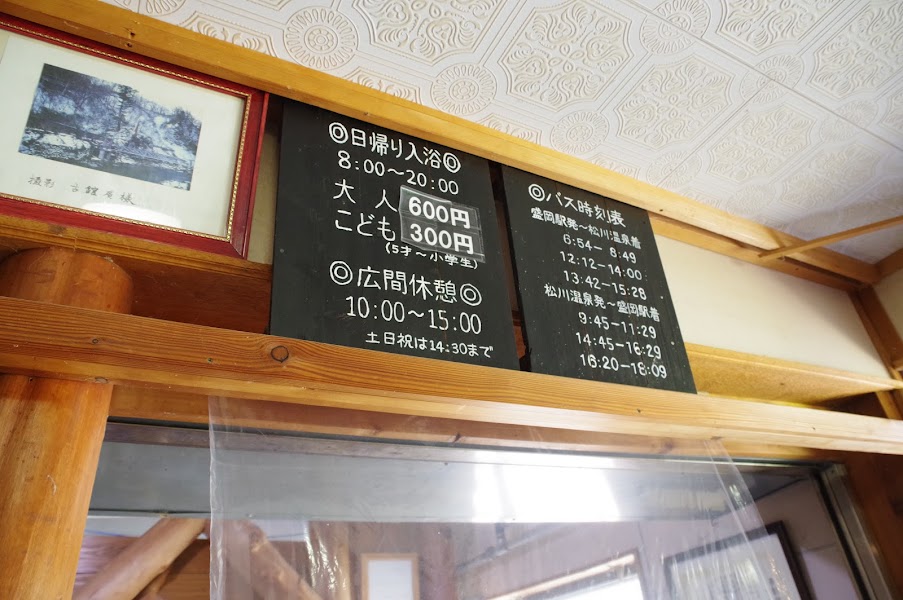 撮影
様
◎日帰り入浴◎
8:00~20:00
大人 600円
こども 300円
(5才~小学生)
◎広間休憩◎
10:00~15:00
土日祝は14:30まで
◎バス時刻表
盛岡駅発~松川温泉着
6:54-8:49
12:12-14:00
13:42-15:28
松川温泉発~盛岡駅着
9:45-11:29
14:45-16:29
16:20-18:09